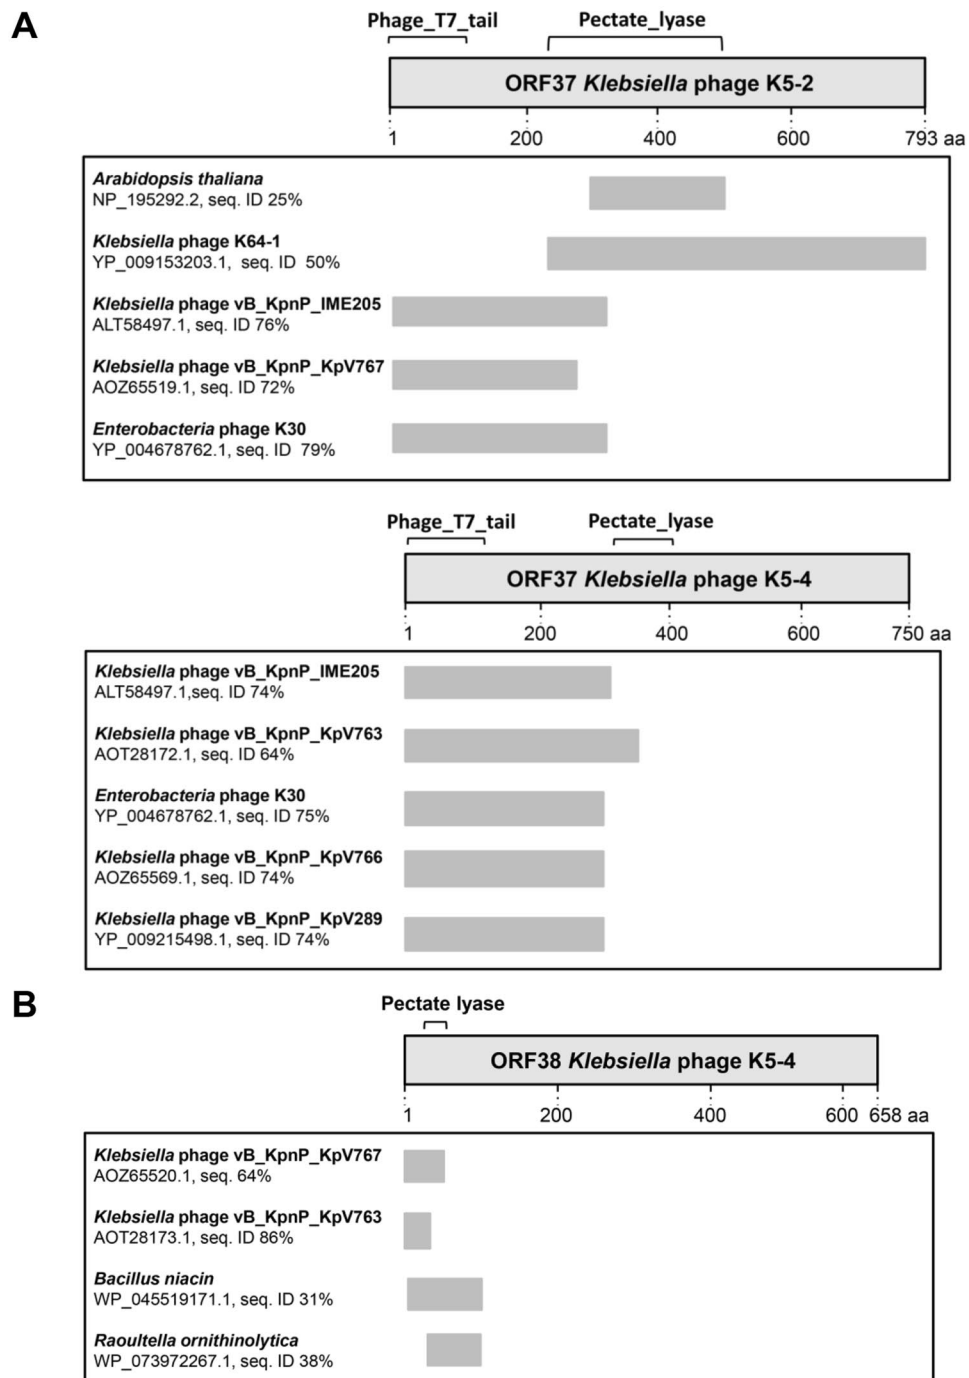 A
Phage_T7_tail Pectate_lyase
ORF37 Klebsiella phage K5-2
1 200 400 600 793 aa
Arabidopsis thaliana
NP_195292.2, seq. ID 25%
Klebsiella phage K64-1
YP_009153203.1, seq. ID 50%
Klebsiella phage vB_KpnP_IME205
ALT58497.1, seq. ID 76%
Klebsiella phage vB_KpnP_KpV767
AOZ65519.1, seq. ID 72%
Enterobacteria phage K30
YP_004678762.1, seq. ID 79%
Phage_T7_tail Pectate_lyase
ORF37 Klebsiella phage K5-4
1 200 400 600 750 aa
Klebsiella phage vB_KpnP_IME205
ALT58497.1,seq. ID 74%
Klebsiella phage vB_KpnP_KpV763
AOT28172.1, seq. ID 64%
Enterobacteria phage K30
YP_004678762.1, seq. ID 75%
Klebsiella phage vB_KpnP_KpV766
AOZ65569.1, seq. ID 74%
Klebsiella phage vB_KpnP_KpV289
YP_009215498.1, seq. ID 74%
B
Pectate lyase
ORF38 Klebsiella phage K5-4
1 200 400 600 658 aa
Klebsiella phage vB_KpnP_KpV767
AOZ65520.1, seq. 64%
Klebsiella phage vB_KpnP_KpV763
AOT28173.1, seq. ID 86%
Bacillus niacin
WP_045519171.1, seq. ID 31%
Raoultella ornithinolytica
WP_073972267.1, seq. ID 38%